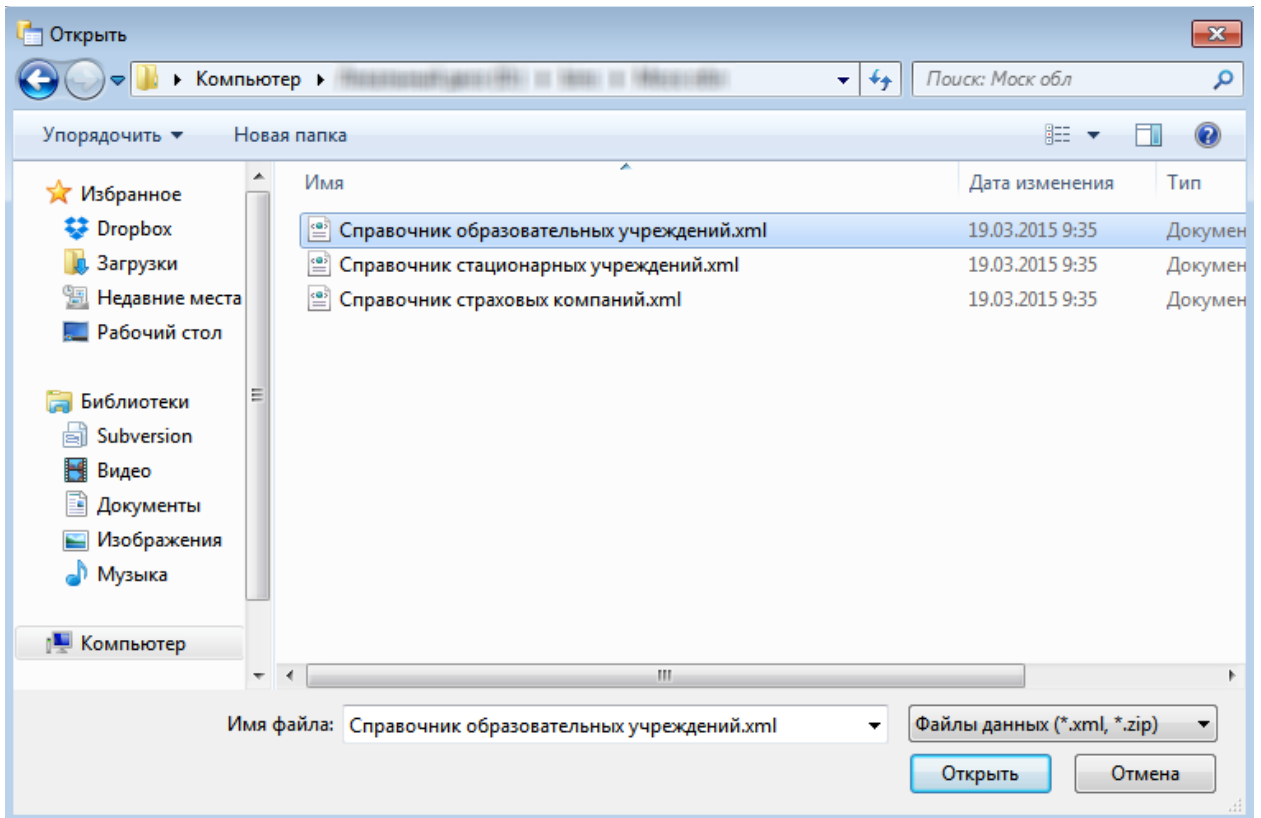 Открыть
Компьютер
Поиск: Моск обл
Упорядочить
Новая папка
Имя
Дата изменения
Тип
Избранное
Dropbox
Загрузки
Недавние места
Рабочий стол
Библиотеки
Subversion
Видео
Документы
Изображения
Музыка
Компьютер
Справочник образовательных учреждений.xml 19.03.2015 9:35 Докумен
Справочник стационарных учреждений.xml 19.03.2015 9:35 Докумен
Справочник страховых компаний.xml 19.03.2015 9:35 Докумен
Имя файла: Справочник образовательных учреждений.xml
Файлы данных (*.xml, *.zip)
Открыть
Отмена